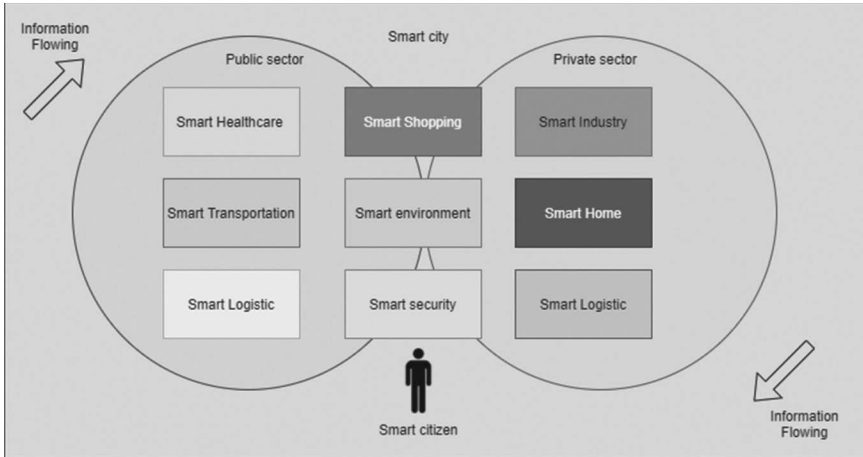 Information
Flowing
Smart city
Public sector
Private sector
Smart Healthcare
Smart Shopping
Smart Industry
Smart Transportation
Smart environment
Smart Home
Smart Logistic
Smart security
Smart Logistic
Smart citizen
Information
Flowing